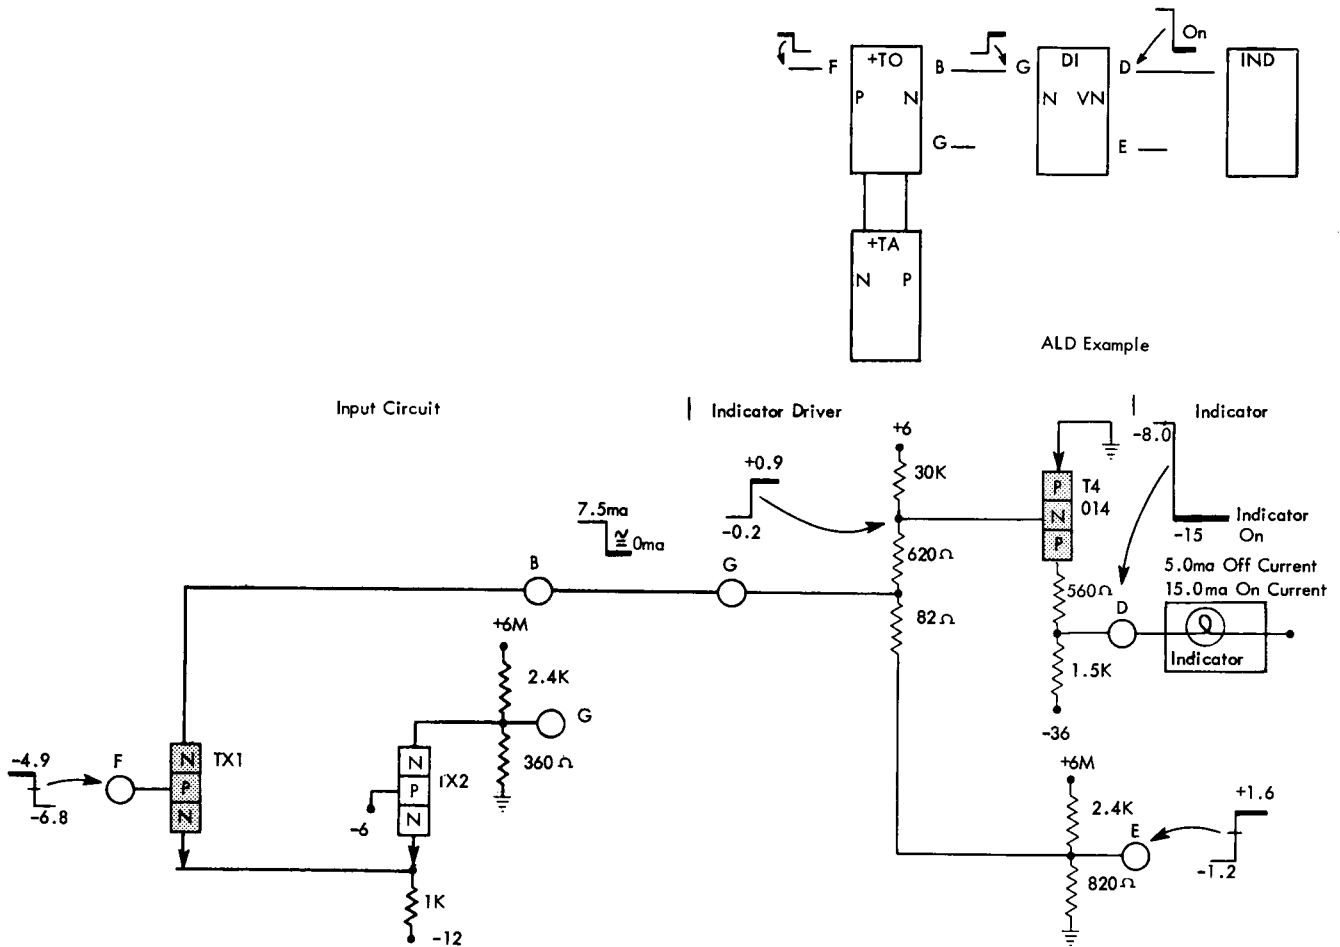 On
F
+TO
B
G
DI
D
IND
P
N
N
VN
G
E
+TA
N
P
ALD Example
Input Circuit
Indicator Driver
Indicator
+6
-8.0
+0.9
30K
P
T4
N
014
P
7.5ma
≅0ma
-0.2
-15
Indicator
On
620Ω
5.0ma Off Current
15.0ma On Current
B
G
560Ω
D
82Ω
+6M
Indicator
2.4K
1.5K
G
-36
N
TX1
N
360Ω
+6M
-4.9
F
P
P
TX2
+1.6
-6.8
N
-6
N
2.4K
E
-1.2
820Ω
1K
-12